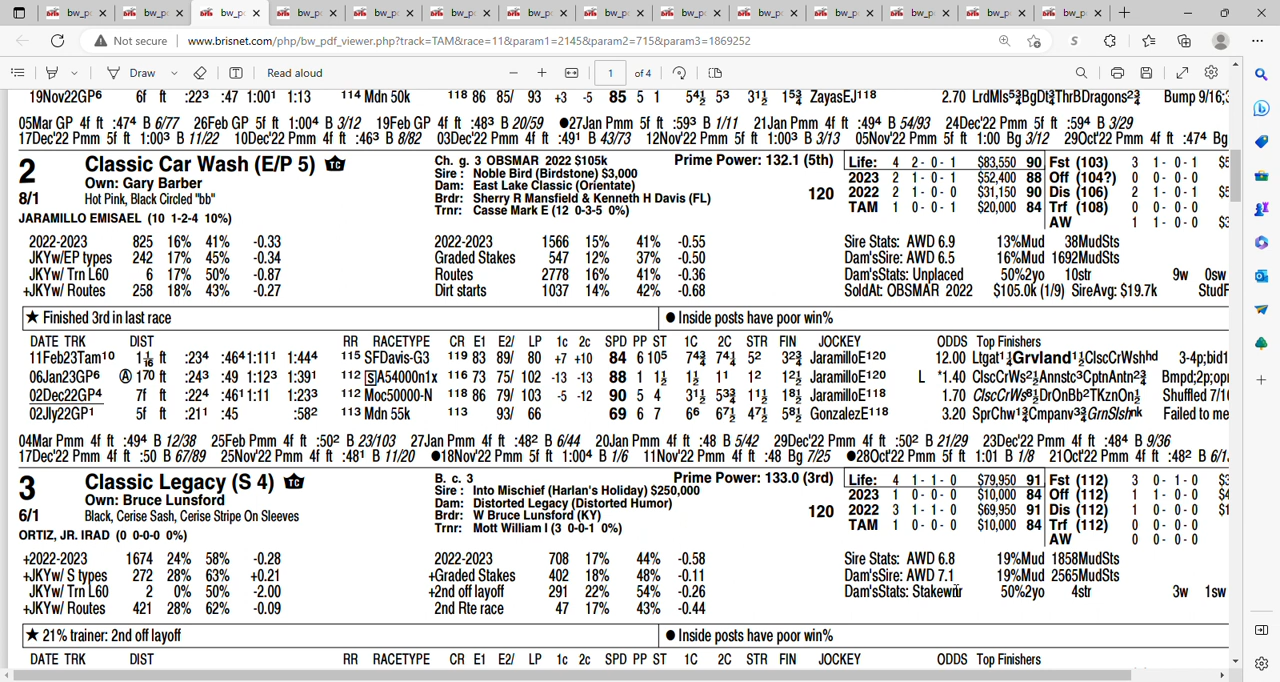 bw_p
Not secure www.brisnet.com/php/bw_pdf_viewer.php?track=TAM&race=11&param1=2145&param2=715&param3=1869252
Draw Read aloud 1 of 4
19Nov22GP6 6f ft :223 :47 1:001 1:13 114 Mdn 50k 118 86 85/ 93 +3 -5 85 5 1 54½ 53 31½ 15¾ ZayasEJ118 2.70 LrdMls5¾BgDt¾ThrBDragons2¾ Bump 9/16;
05Mar GP 4f ft :474 B 6/77 26Feb GP 5f ft 1:004 B 3/12 19Feb GP 4f ft :483 B 20/59 ●27Jan Pmm 5f ft :593 B 1/11 21Jan Pmm 4f ft :494 B 54/93 24Dec'22 Pmm 5f ft :594 B 3/29
17Dec'22 Pmm 5f ft 1:003 B 11/22 10Dec'22 Pmm 4f ft :463 B 8/82 03Dec'22 Pmm 4f ft :491 B 43/73 12Nov'22 Pmm 5f ft 1:003 B 3/13 05Nov'22 Pmm 5f ft 1:00 Bg 3/12 29Oct'22 Pmm 4f ft :474 Bg
2 Classic Car Wash (E/P 5)
8/1
Own: Gary Barber
Hot Pink, Black Circled "bb"
JARAMILLO EMISAEL (10 1-2-4 10%)
Ch. g. 3 OBSMAR 2022 $105k
Sire : Noble Bird (Birdstone) $3,000
Dam: East Lake Classic (Orientate)
Brdr: Sherry R Mansfield & Kenneth H Davis (FL)
Trnr: Casse Mark E (12 0-3-5 0%)
Prime Power: 132.1 (5th)
120
Life: 4 2- 0- 1 $83,550 90 Fst (103) 3 1- 0- 1
2023 2 1- 0- 1 $52,400 88 Off (104?) 0 0- 0- 0
2022 2 1- 0- 0 $31,150 90 Dis (106) 2 1- 0- 1
TAM 1 0- 0- 1 $20,000 84 Trf (108) 0 0- 0- 0
AW 1 1- 0- 0
2022-2023 825 16% 41% -0.33 2022-2023 1566 15% 41% -0.55 Sire Stats: AWD 6.9 13%Mud 38MudSts
JKYw/EP types 242 17% 45% -0.34 Graded Stakes 547 12% 37% -0.50 Dam'sSire: AWD 6.5 16%Mud 1692MudSts
JKYw/ Trn L60 6 17% 50% -0.87 Routes 2778 16% 41% -0.36 Dam'sStats: Unplaced 50%2yo 10str 9w 0sw
+JKYw/ Routes 258 18% 43% -0.27 Dirt starts 1037 14% 42% -0.68 SoldAt: OBSMAR 2022 $105.0k (1/9) SireAvg: $19.7k StudF
★ Finished 3rd in last race ● Inside posts have poor win%
DATE TRK DIST RR RACETYPE CR E1 E2/ LP 1c 2c SPD PP ST 1C 2C STR FIN JOCKEY ODDS Top Finishers
11Feb23Tam10 1 1/16 ft :234 :464 1:111 1:444 115 SFDavis-G3 119 83 89/ 80 +7 +10 84 6 105 74¾ 74¼ 52 32¾ JaramilloE120 12.00 Ltgat1¼Grvland1½ClscCrWshhd 3-4p;bid1
06Jan23GP6 Ⓐ 170 ft :243 :49 1:123 1:391 112 SA54000n1x 116 73 75/ 102 -13 -13 88 1 1½ 1½ 11 12 12½ JaramilloE120 L *1.40 ClscCrWs2½Annstc3CptnAntn2¾ Bmpd;2p;opn
02Dec22GP4 7f ft :224 :461 1:11 1:233 112 Moc50000-N 118 86 79/ 103 -5 -12 90 5 4 31½ 53¾ 11½ 18½ JaramilloE118 1.70 ClscCrWs8½DrOnBb2TKznOn½ Shuffled 7/1
02Jly22GP1 5f ft :211 :45 :582 113 Mdn 55k 113 93/ 66 69 6 7 66 67½ 47½ 58½ GonzalezE118 3.20 SprChw1¾Cmpanv3¾GrnSlshnk Failed to me
04Mar Pmm 4f ft :494 B 12/38 25Feb Pmm 4f ft :502 B 23/103 27Jan Pmm 4f ft :482 B 6/44 20Jan Pmm 4f ft :48 B 5/42 29Dec'22 Pmm 4f ft :502 B 21/29 23Dec'22 Pmm 4f ft :484 B 9/36
17Dec'22 Pmm 4f ft :50 B 67/89 25Nov'22 Pmm 4f ft :481 B 11/20 ●18Nov'22 Pmm 5f ft 1:004 B 1/6 11Nov'22 Pmm 4f ft :48 Bg 7/25 ●28Oct'22 Pmm 5f ft 1:01 B 1/8 21Oct'22 Pmm 4f ft :482 B
3 Classic Legacy (S 4)
6/1
Own: Bruce Lunsford
Black, Cerise Sash, Cerise Stripe On Sleeves
ORTIZ, JR. IRAD (0 0-0-0 0%)
B. c. 3
Sire : Into Mischief (Harlan's Holiday) $250,000
Dam: Distorted Legacy (Distorted Humor)
Brdr: W Bruce Lunsford (KY)
Trnr: Mott William I (3 0-0-1 0%)
Prime Power: 133.0 (3rd)
120
Life: 4 1- 1- 0 $79,950 91 Fst (112) 3 0- 1- 0
2023 1 0- 0- 0 $10,000 84 Off (112) 1 1- 0- 0
2022 3 1- 1- 0 $69,950 91 Dis (112) 1 0- 0- 0
TAM 1 0- 0- 0 $10,000 84 Trf (112) 0 0- 0- 0
AW 0 0- 0- 0
+2022-2023 1674 24% 58% -0.28 2022-2023 708 17% 44% -0.58 Sire Stats: AWD 6.8 19%Mud 1858MudSts
+JKYw/ S types 272 28% 63% +0.21 +Graded Stakes 402 18% 48% -0.11 Dam'sSire: AWD 7.1 19%Mud 2565MudSts
JKYw/ Trn L60 2 0% 50% -2.00 +2nd off layoff 291 22% 54% -0.26 Dam'sStats: Stakewnr 50%2yo 4str 3w 1sw
+JKYw/ Routes 421 28% 62% -0.09 2nd Rte race 47 17% 43% -0.44
★ 21% trainer: 2nd off layoff ● Inside posts have poor win%
DATE TRK DIST RR RACETYPE CR E1 E2/ LP 1c 2c SPD PP ST 1C 2C STR FIN JOCKEY ODDS Top Finishers